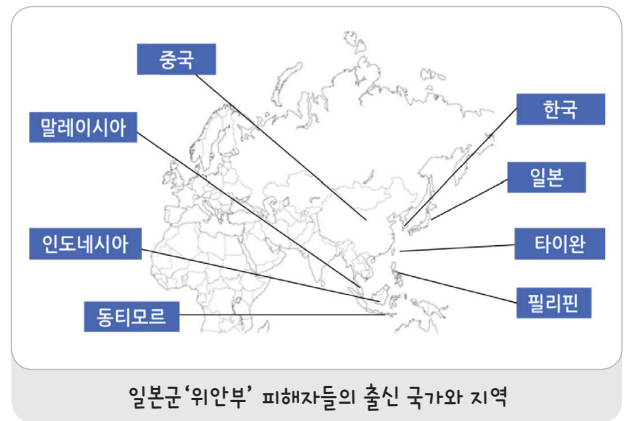 중국
한국
말레이시아
일본
인도네시아
타이완
필리핀
동티모르
일본군 '위안부' 피해자들의 출신 국가와 지역